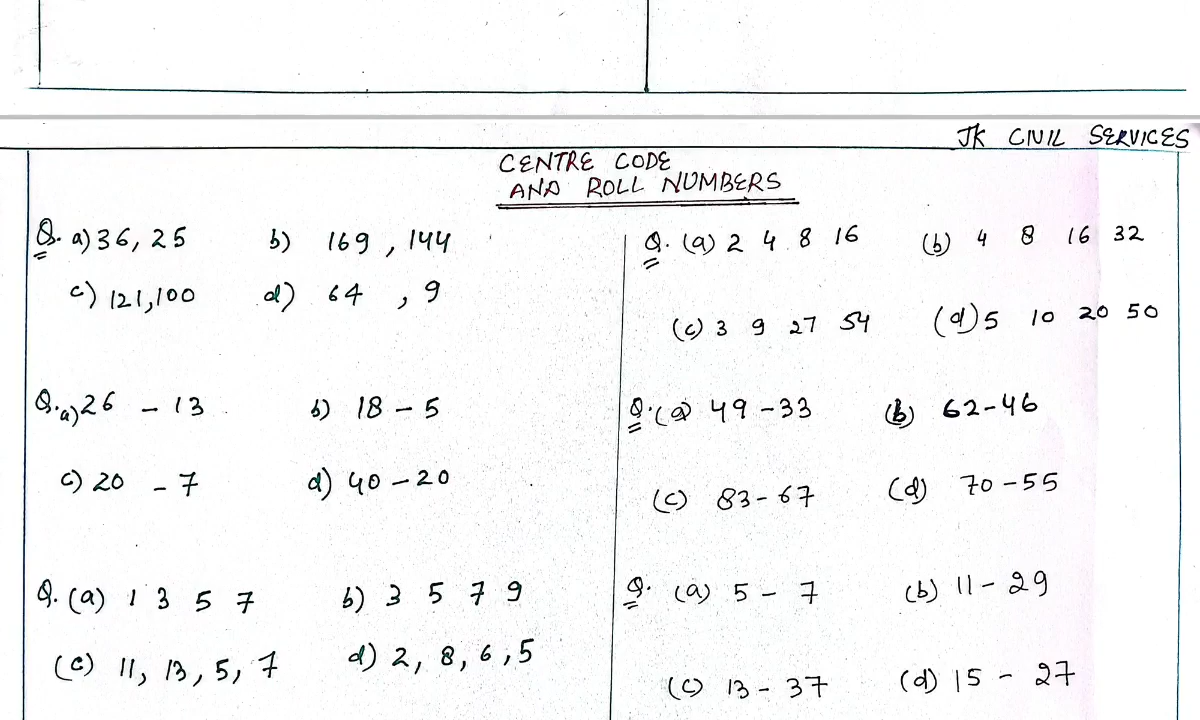 JK CIVIL SERVICES
CENTRE CODE
AND ROLL NUMBERS
Q. a) 36, 25 b) 169, 144
c) 121,100 d) 64, 9
Q. a) 26 - 13 b) 18 - 5
c) 20 - 7 d) 40 - 20
Q. (a) 1 3 5 7 b) 3 5 7 9
(c) 11, 13, 5, 7 d) 2, 8, 6, 5
Q. (a) 2 4 8 16 (b) 4 8 16 32
(c) 3 9 27 54 (d) 5 10 20 50
Q. (a) 49 - 33 (b) 62 - 46
(c) 83 - 67 (d) 70 - 55
Q. (a) 5 - 7 (b) 11 - 29
(c) 13 - 37 (d) 15 - 27